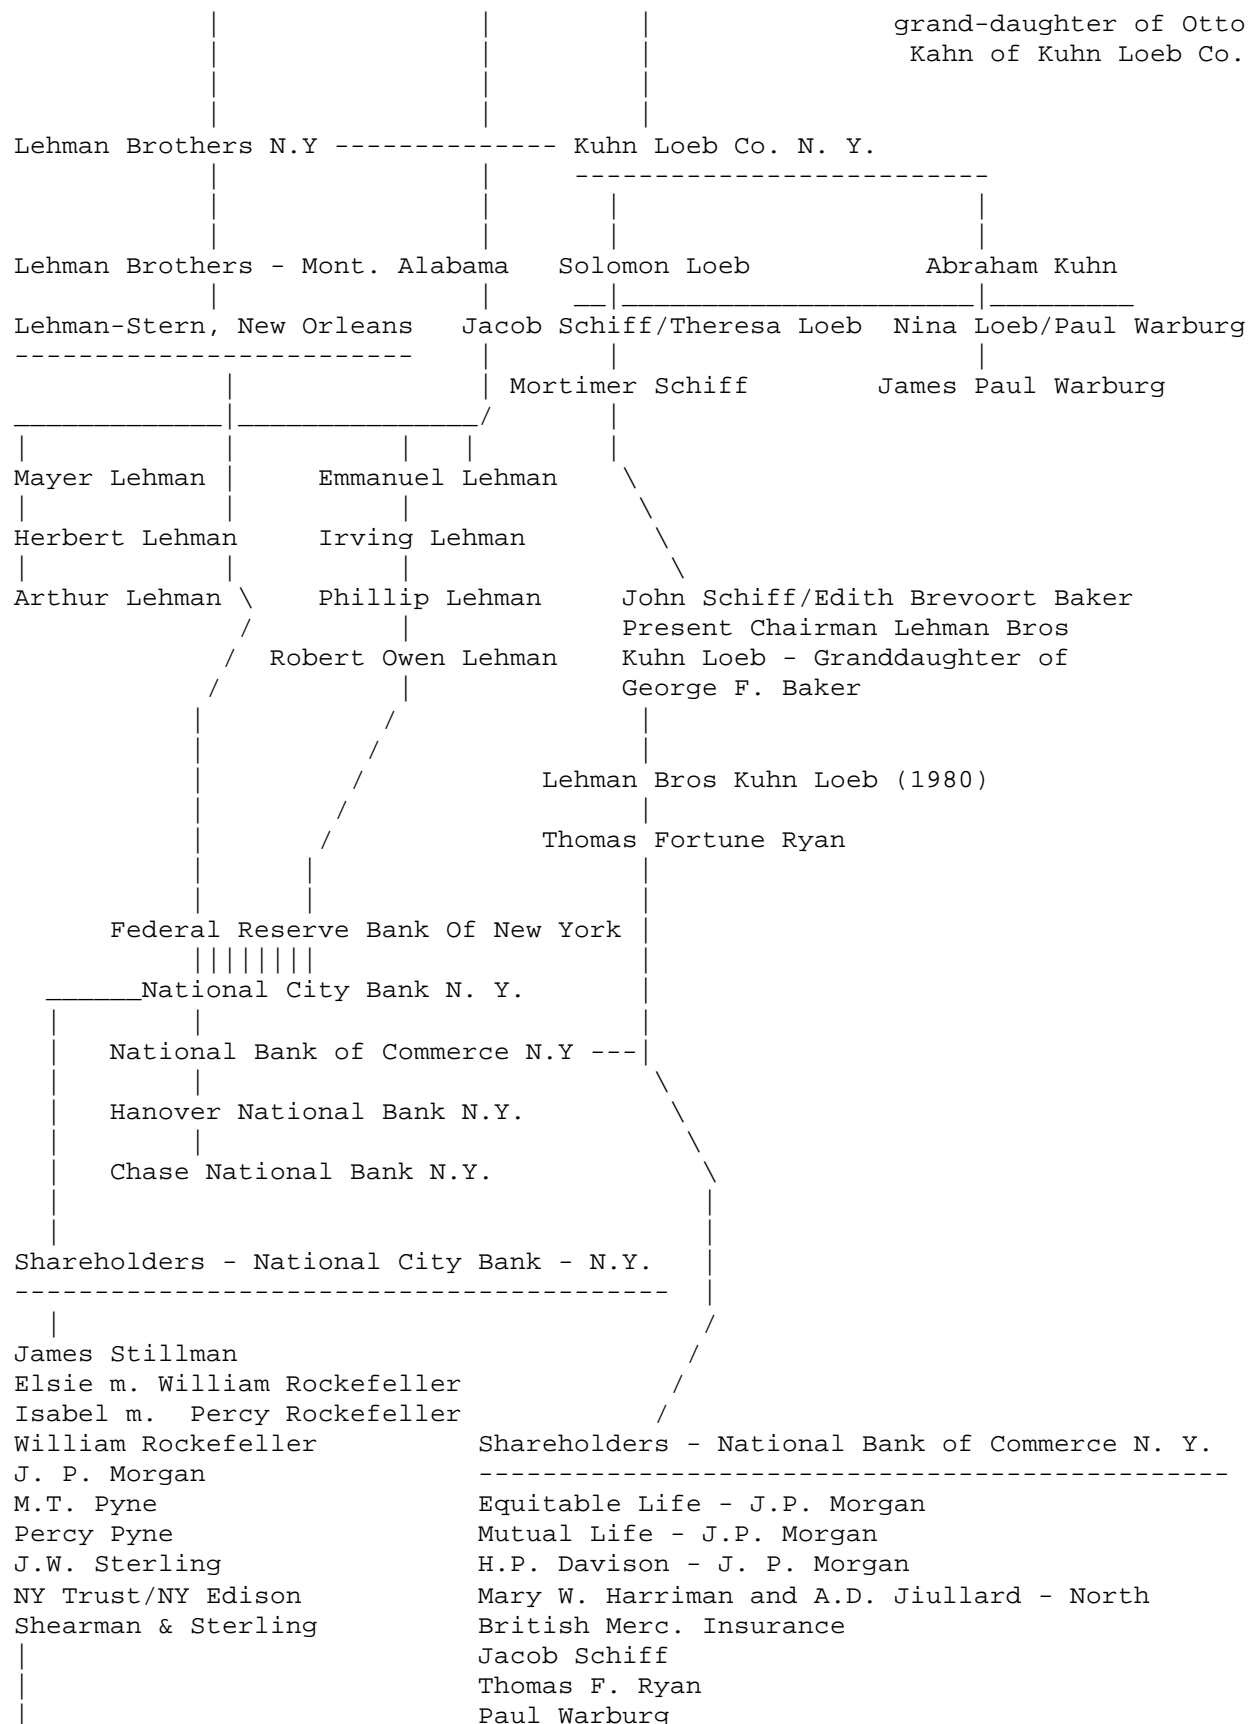 grand-daughter of Otto
Kahn of Kuhn Loeb Co.
Lehman Brothers N.Y -------------- Kuhn Loeb Co. N. Y.
--------------------------
Lehman Brothers - Mont. Alabama Solomon Loeb Abraham Kuhn
Lehman-Stern, New Orleans Jacob Schiff/Theresa Loeb Nina Loeb/Paul Warburg
-------------------------
Mortimer Schiff James Paul Warburg
Mayer Lehman Emmanuel Lehman
Herbert Lehman Irving Lehman
Arthur Lehman Phillip Lehman John Schiff/Edith Brevoort Baker
Present Chairman Lehman Bros
Robert Owen Lehman Kuhn Loeb - Granddaughter of
George F. Baker
Lehman Bros Kuhn Loeb (1980)
Thomas Fortune Ryan
Federal Reserve Bank Of New York
National City Bank N. Y.
National Bank of Commerce N.Y ---
Hanover National Bank N.Y.
Chase National Bank N.Y.
Shareholders - National City Bank - N.Y.
-----------------------------------------
James Stillman
Elsie m. William Rockefeller
Isabel m. Percy Rockefeller
William Rockefeller Shareholders - National Bank of Commerce N. Y.
J. P. Morgan -----------------------------------------------
M.T. Pyne Equitable Life - J.P. Morgan
Percy Pyne Mutual Life - J.P. Morgan
J.W. Sterling H.P. Davison - J. P. Morgan
NY Trust/NY Edison Mary W. Harriman and A.D. Jiullard - North
Shearman & Sterling British Merc. Insurance
Jacob Schiff
Thomas F. Ryan
Paul Warburg